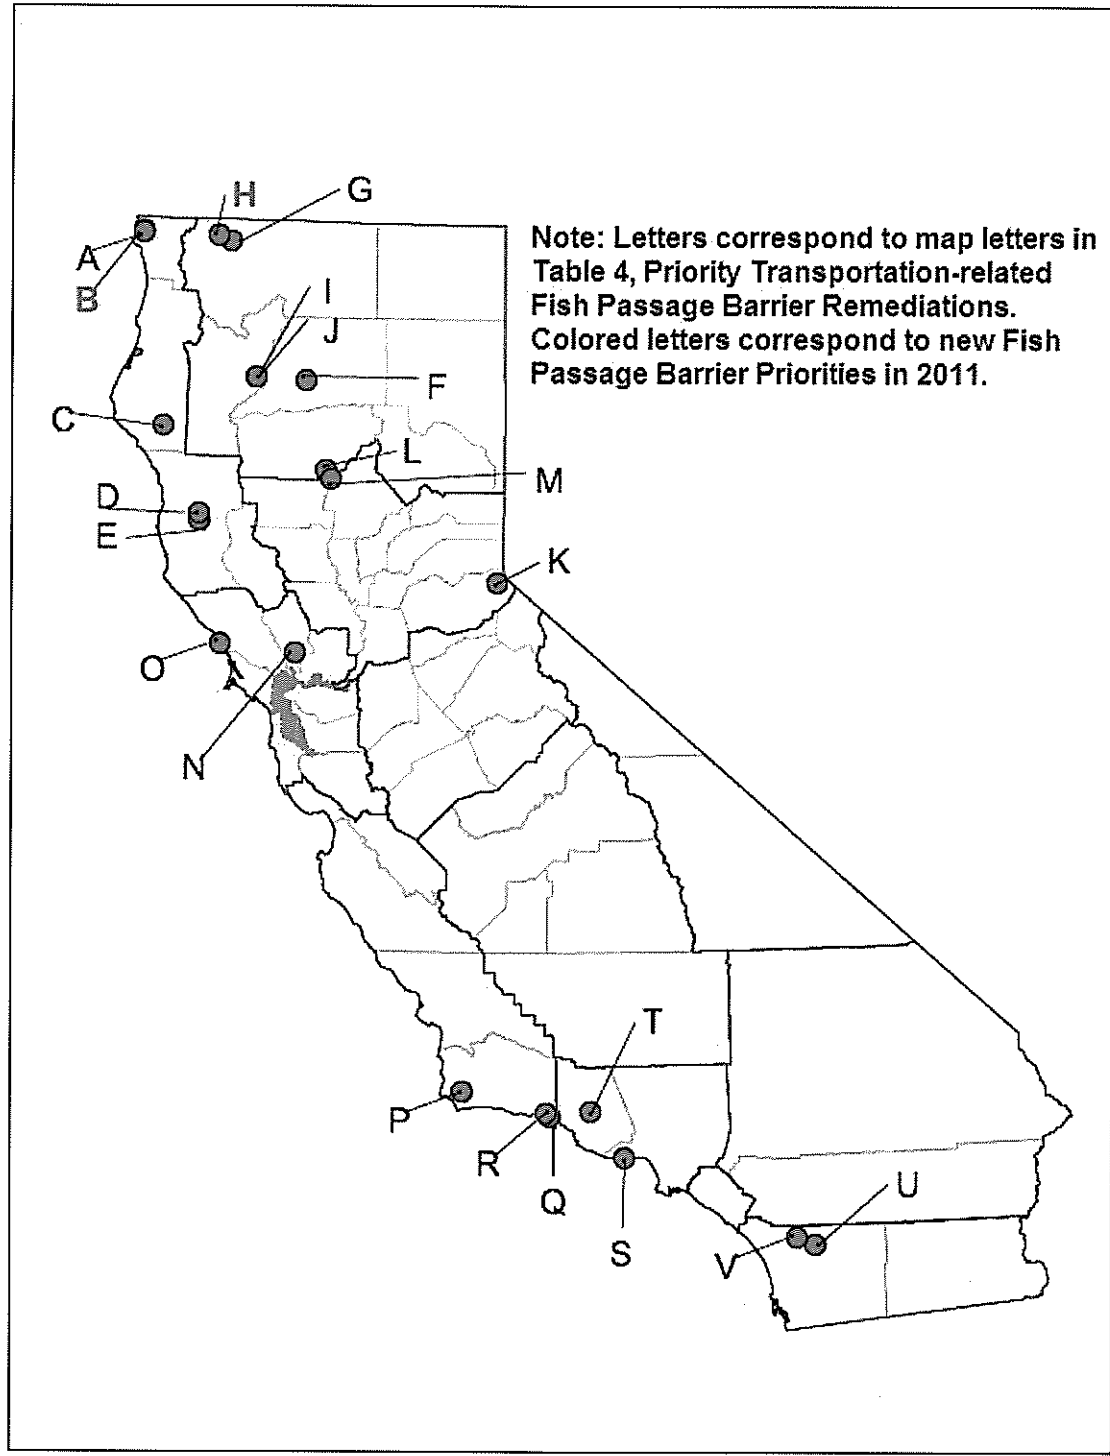 H
G
Note: Letters correspond to map letters in
Table 4, Priority Transportation-related
Fish Passage Barrier Remediations.
Colored letters correspond to new Fish
Passage Barrier Priorities in 2011.
A
B
I
J
F
C
L
M
D
E
K
O
N
T
P
R
Q
U
S
V